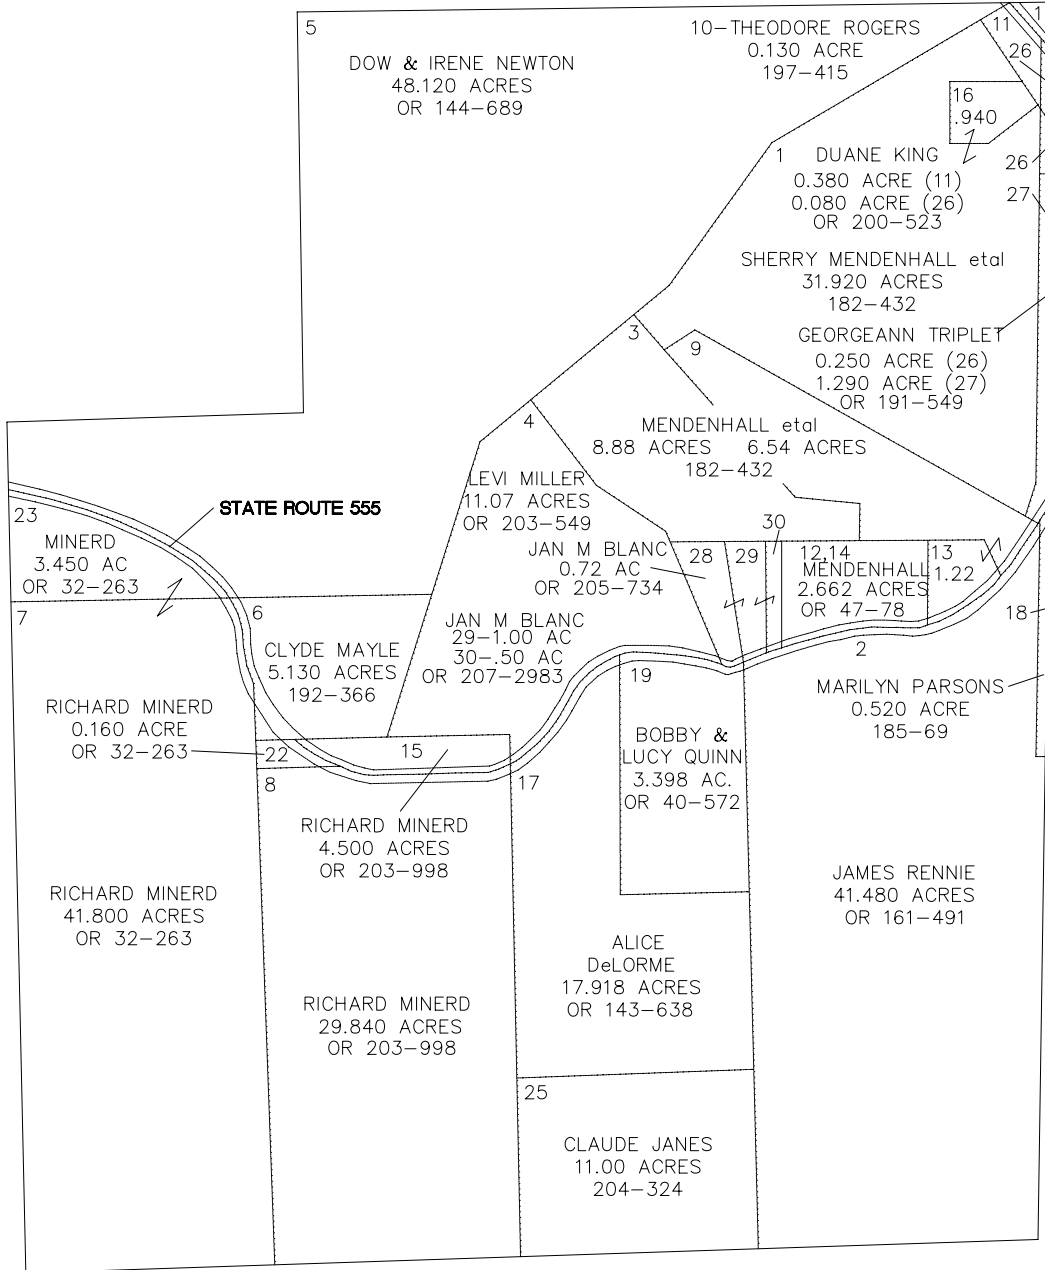 5
DOW & IRENE NEWTON
48.120 ACRES
OR 144-689
10-THEODORE ROGERS
0.130 ACRE
197-415
11
1
26
16
.940
1
DUANE KING
0.380 ACRE (11)
0.080 ACRE (26)
OR 200-523
26
27
SHERRY MENDENHALL etal
31.920 ACRES
182-432
GEORGEANN TRIPLET
0.250 ACRE (26)
1.290 ACRE (27)
OR 191-549
3
9
MENDENHALL etal
8.88 ACRES 6.54 ACRES
182-432
4
LEVI MILLER
11.07 ACRES
OR 203-549
STATE ROUTE 555
23
MINERD
3.450 AC
OR 32-263
JAN M BLANC
0.72 AC
OR 205-734
28
29
30
12,14
MENDENHALL
2.662 ACRES
OR 47-78
13
1.22
18
7
6
CLYDE MAYLE
5.130 ACRES
192-366
JAN M BLANC
29-1.00 AC
30-.50 AC
OR 207-2983
2
19
MARILYN PARSONS
0.520 ACRE
185-69
RICHARD MINERD
0.160 ACRE
OR 32-263
22
15
8
17
BOBBY &
LUCY QUINN
3.398 AC.
OR 40-572
RICHARD MINERD
4.500 ACRES
OR 203-998
RICHARD MINERD
41.800 ACRES
OR 32-263
JAMES RENNIE
41.480 ACRES
OR 161-491
ALICE
DeLORME
17.918 ACRES
OR 143-638
RICHARD MINERD
29.840 ACRES
OR 203-998
25
CLAUDE JANES
11.00 ACRES
204-324